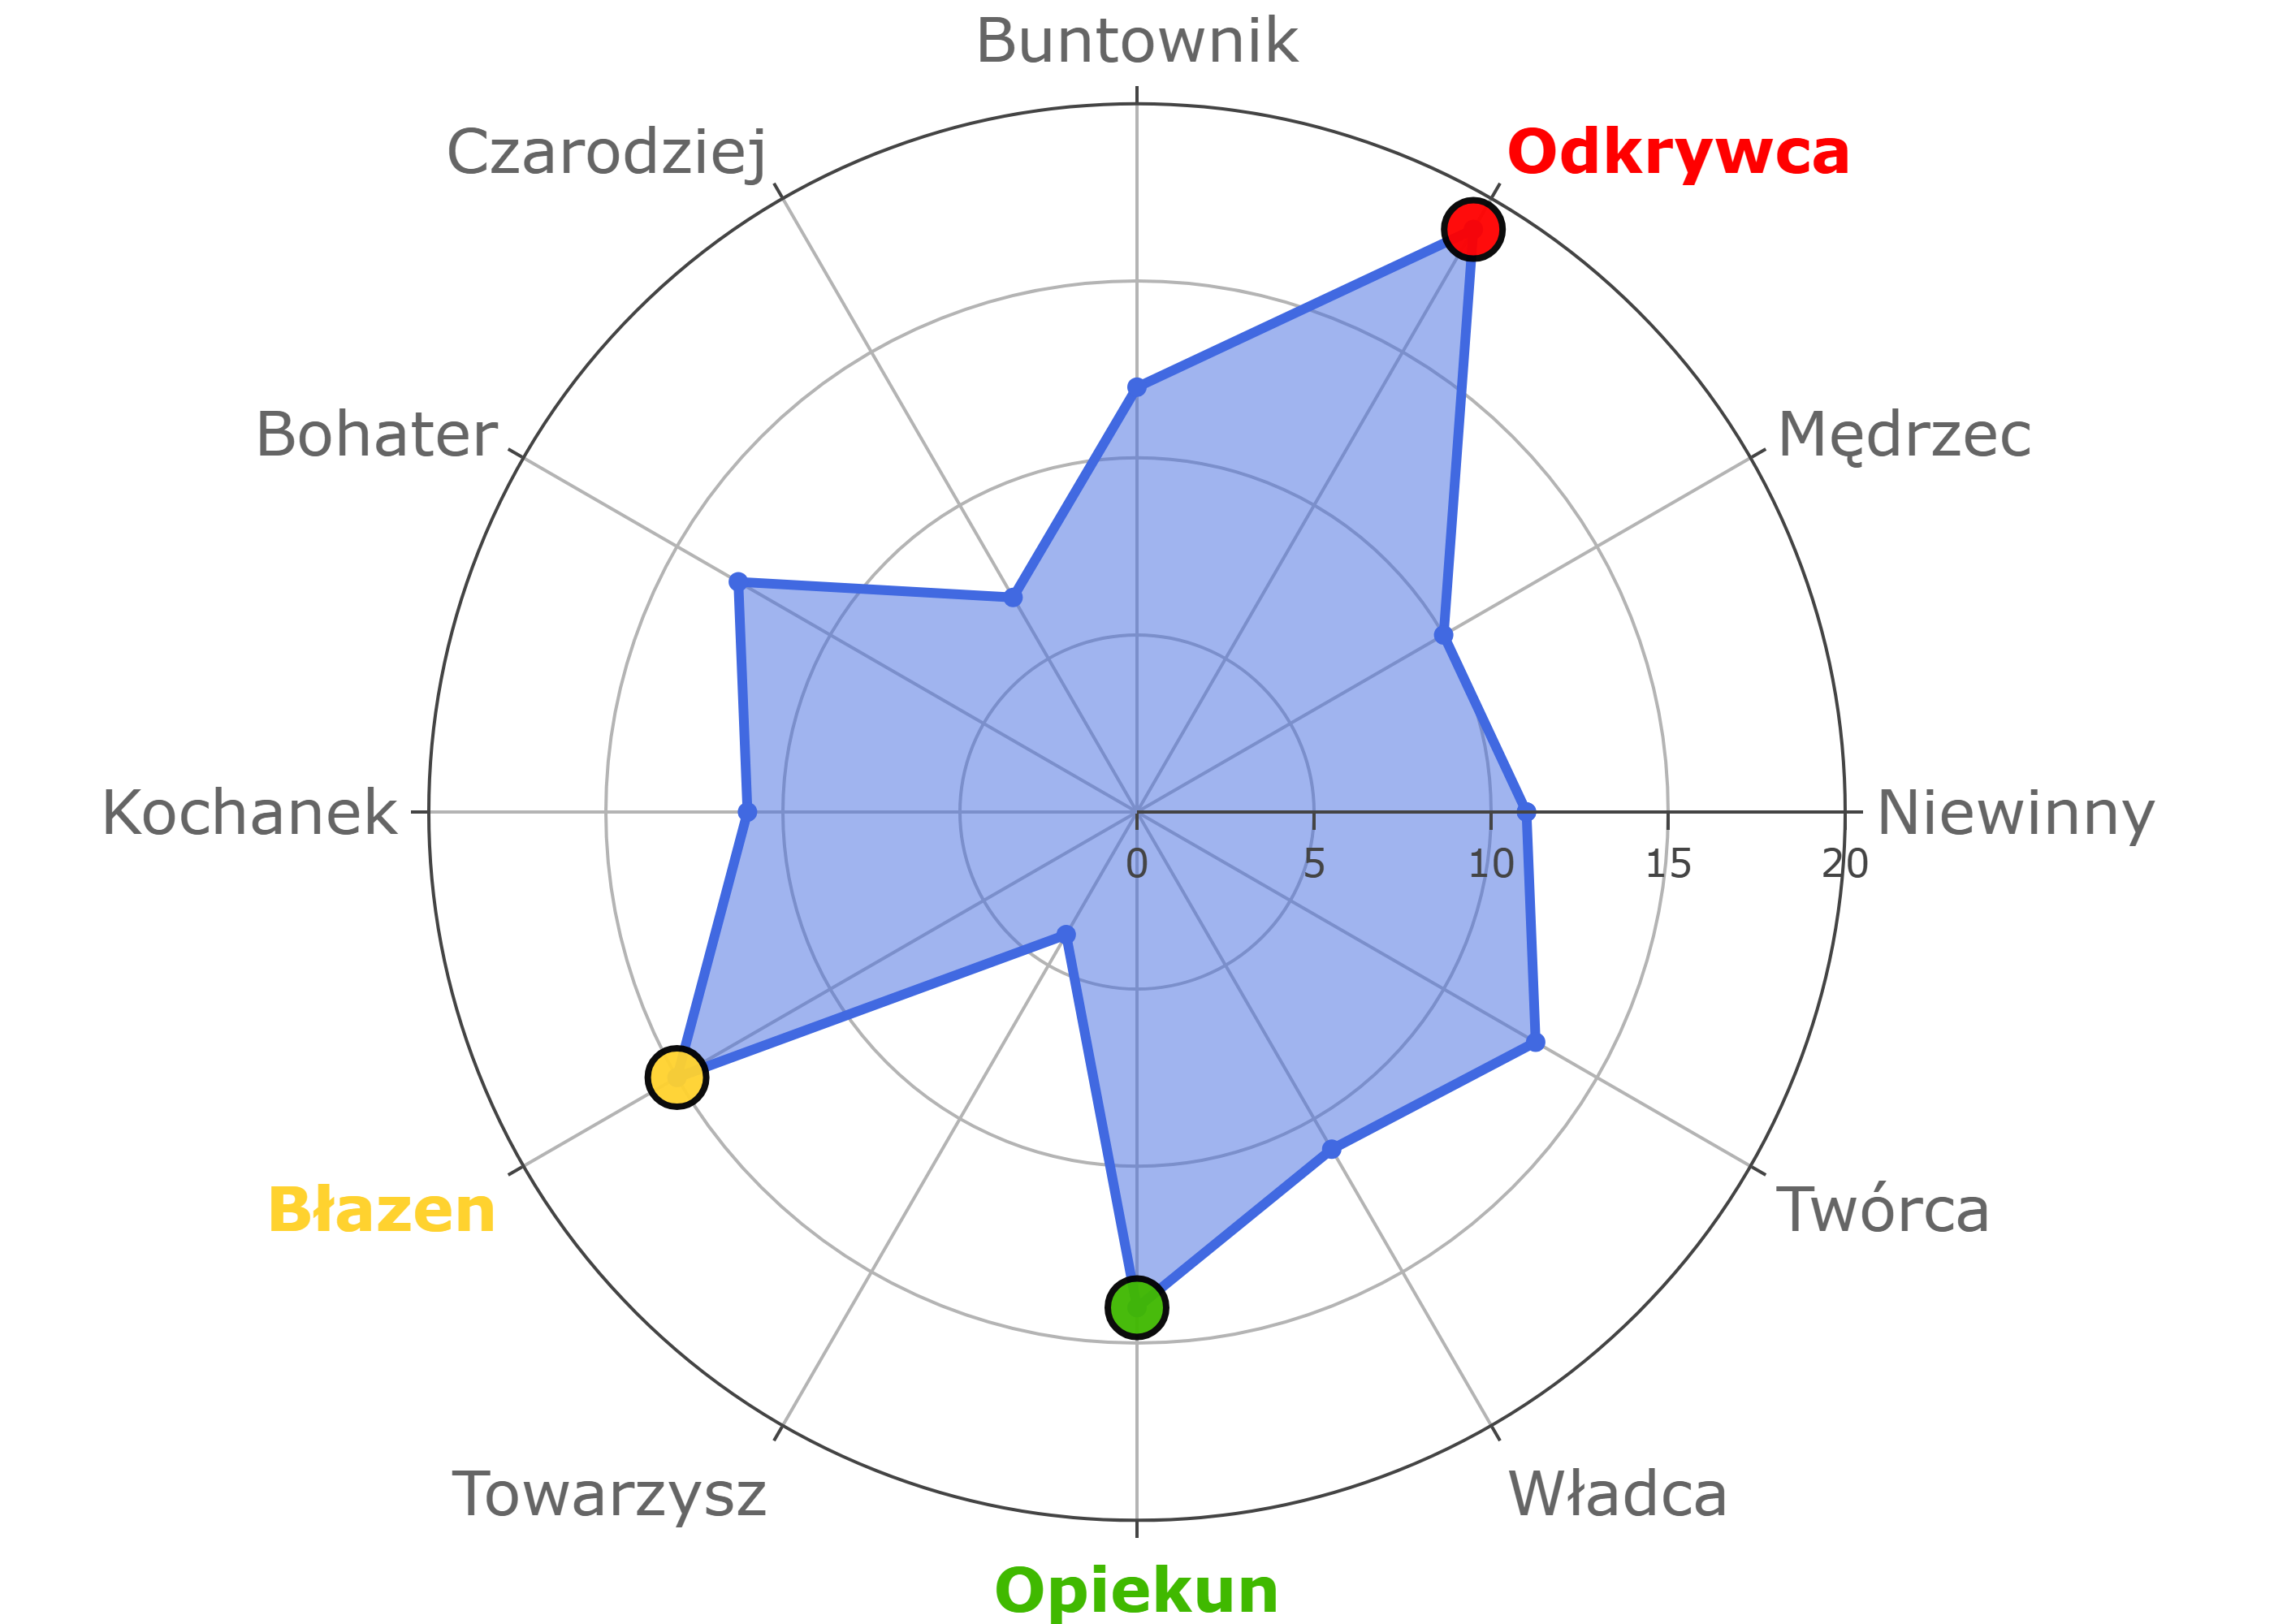 Buntownik
Czarodziej
Odkrywca
Bohater
Mędrzec
Kochanek
Niewinny
0 5 10 15 20
Błazen
Twórca
Towarzysz
Władca
Opiekun